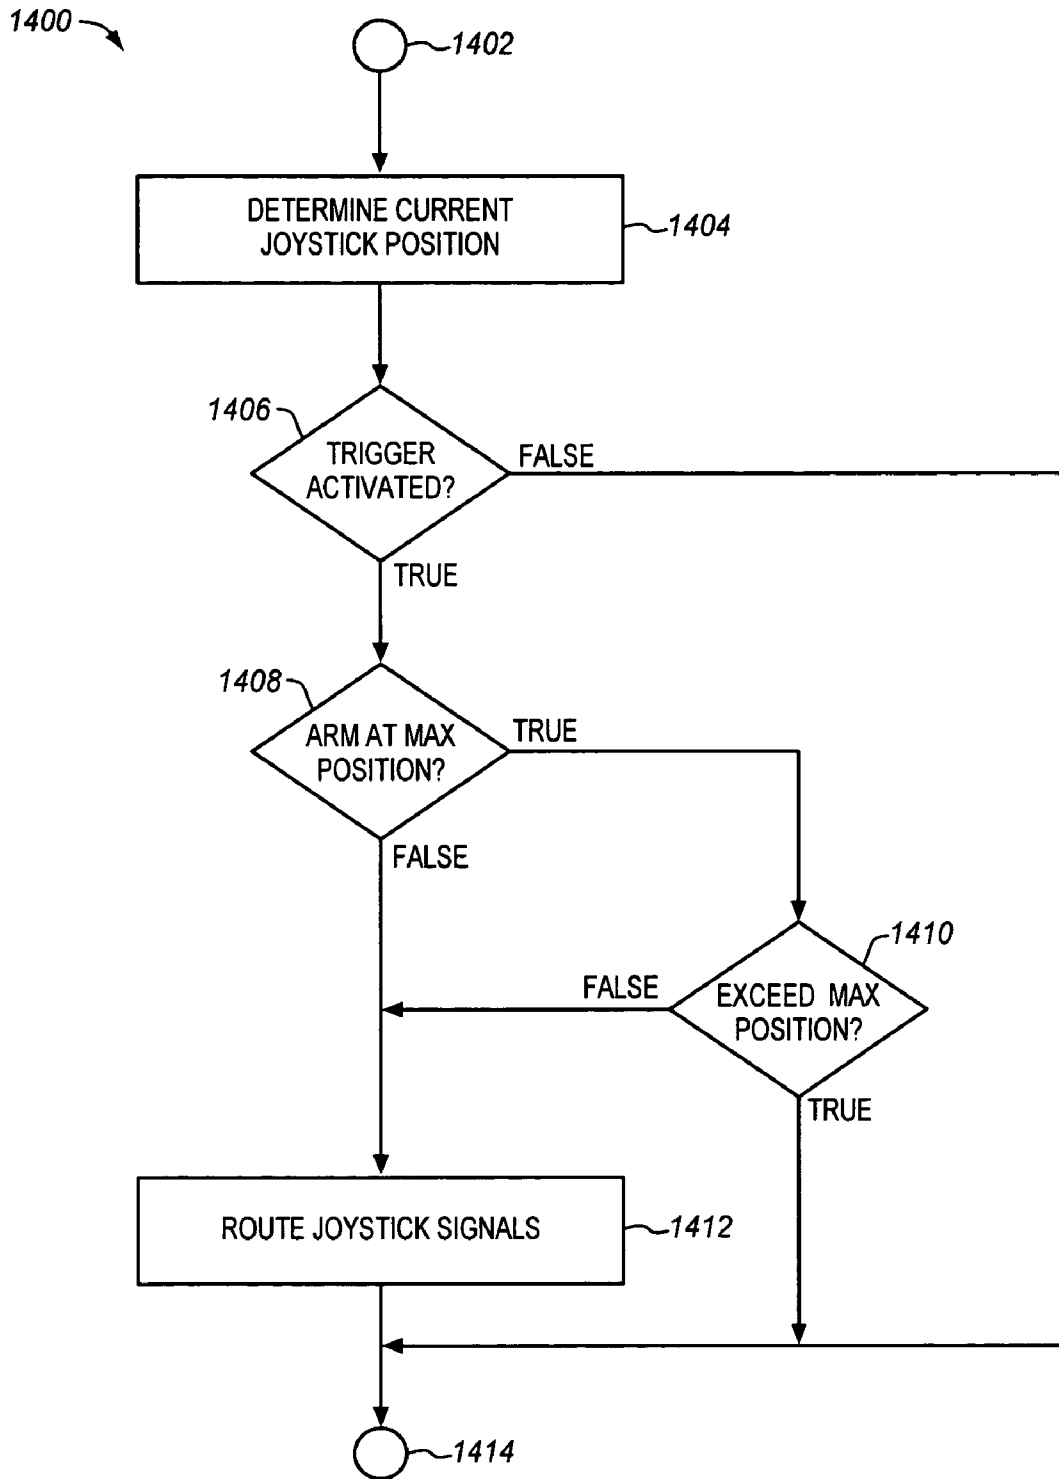 1400
1402
DETERMINE CURRENT
JOYSTICK POSITION
1404
1406
TRIGGER
ACTIVATED?
FALSE
TRUE
1408
ARM AT MAX
POSITION?
TRUE
FALSE
1410
EXCEED MAX
POSITION?
FALSE
TRUE
ROUTE JOYSTICK SIGNALS
1412
1414